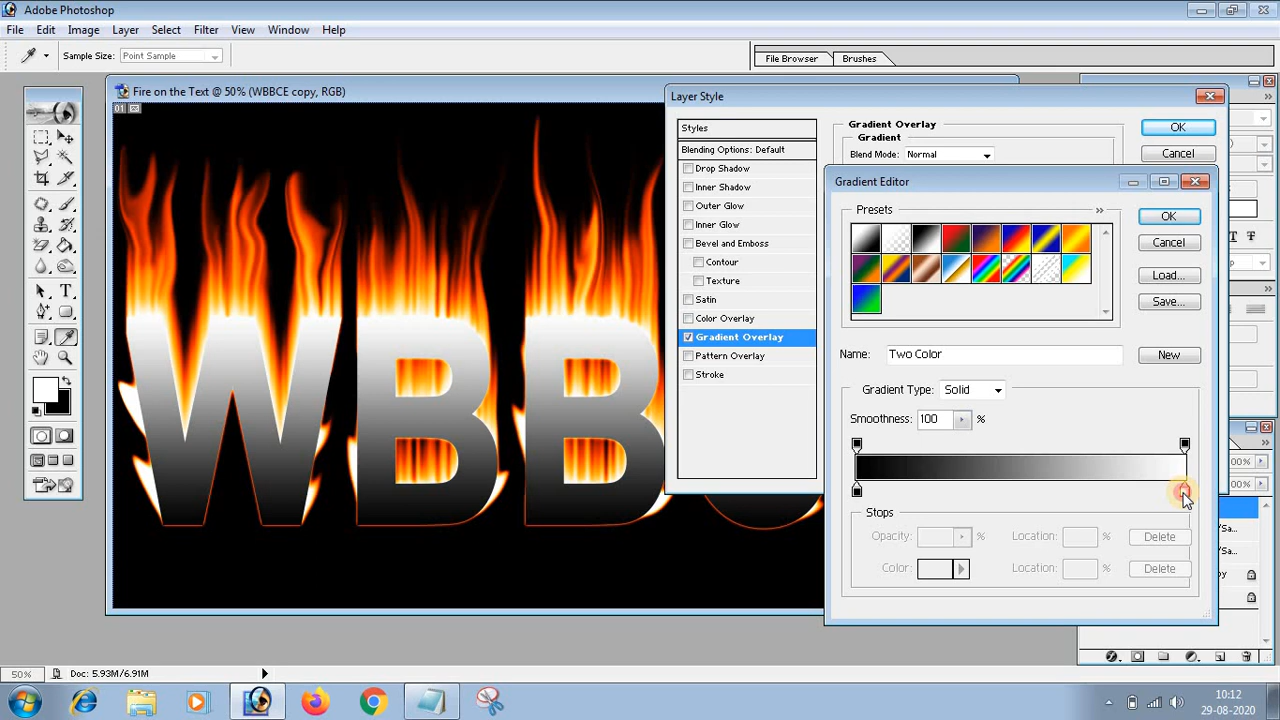 Adobe Photoshop
File Edit Image Layer Select Filter View Window Help
Sample Size: Point Sample
File Browser Brushes
Fire on the Text @ 50% (WBBCE copy, RGB)
01
WBB
Layer Style
Styles
Blending Options: Default
Drop Shadow
Inner Shadow
Outer Glow
Inner Glow
Bevel and Emboss
Contour
Texture
Satin
Color Overlay
Gradient Overlay
Pattern Overlay
Stroke
Gradient Overlay
Gradient
Blend Mode: Normal
OK
Cancel
Gradient Editor
Presets
OK
Cancel
Load...
Save...
Name: Two Color
New
Gradient Type: Solid
Smoothness: 100 %
Stops
Opacity: % Location: % Delete
Color: Location: % Delete
50% Doc: 5.93M/6.91M
10:12
29-08-2020